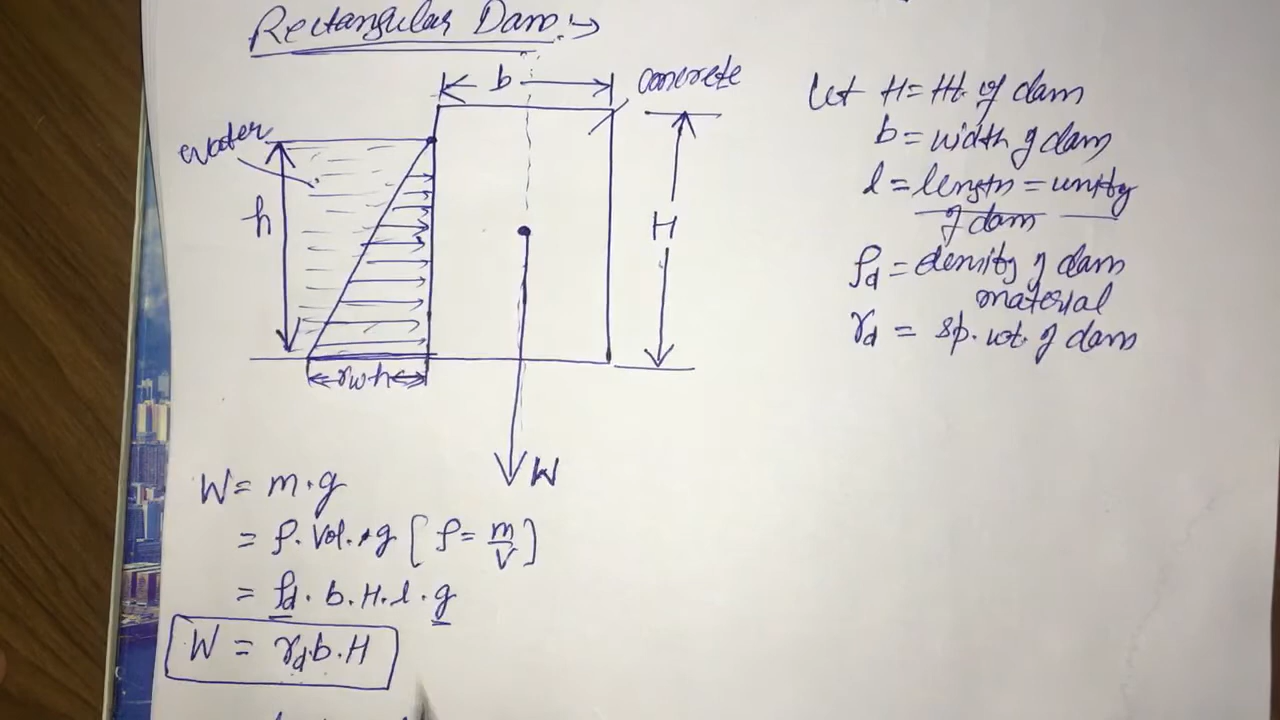 Rectangular Dam :→
b
concrete
water
h
H
γwh
W
Let H = Ht. of dam
b = width of dam
l = length = unity
of dam
ρd = density of dam
material
γd = sp. wt. of dam
W = m.g
= ρ. Vol. * g [ρ = m/V]
= ρd . b. H. l . g
W = γd.b.H